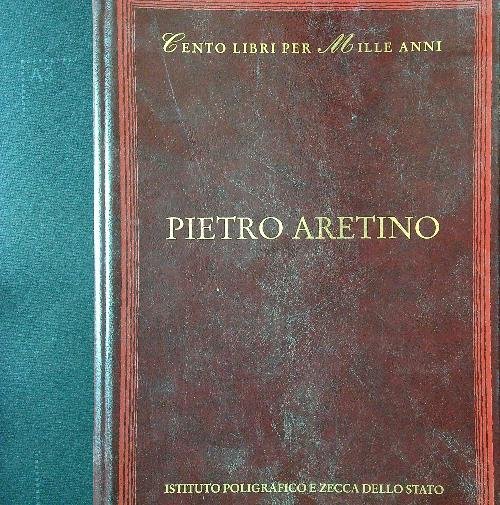 CENTO LIBRI PER MILLE ANNI
PIETRO ARETINO
ISTITUTO POLIGRAFICO E ZECCA DELLO STATO